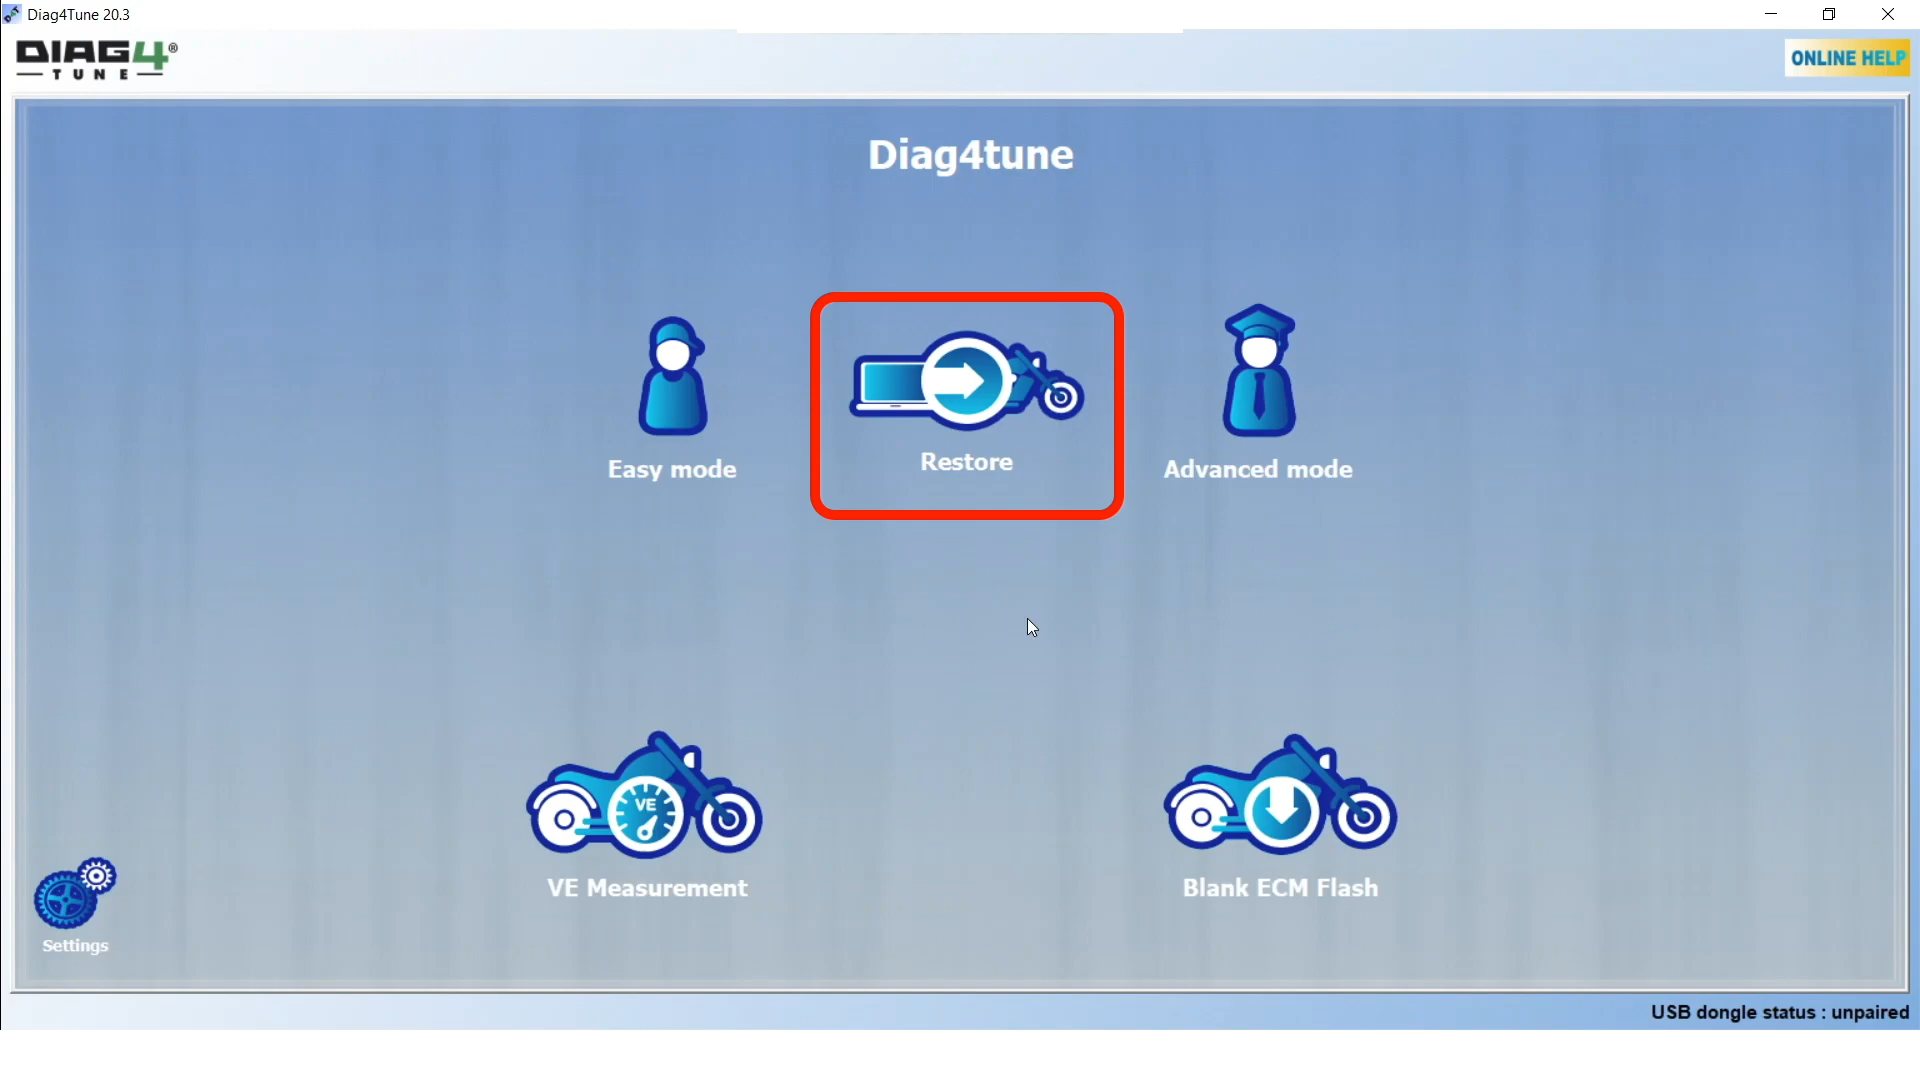 Diag4Tune 20.3
DIAG4®
TUNE
ONLINE HELP
Diag4tune
Easy mode
Restore
Advanced mode
VE
VE Measurement
Blank ECM Flash
Settings
USB dongle status : unpaired